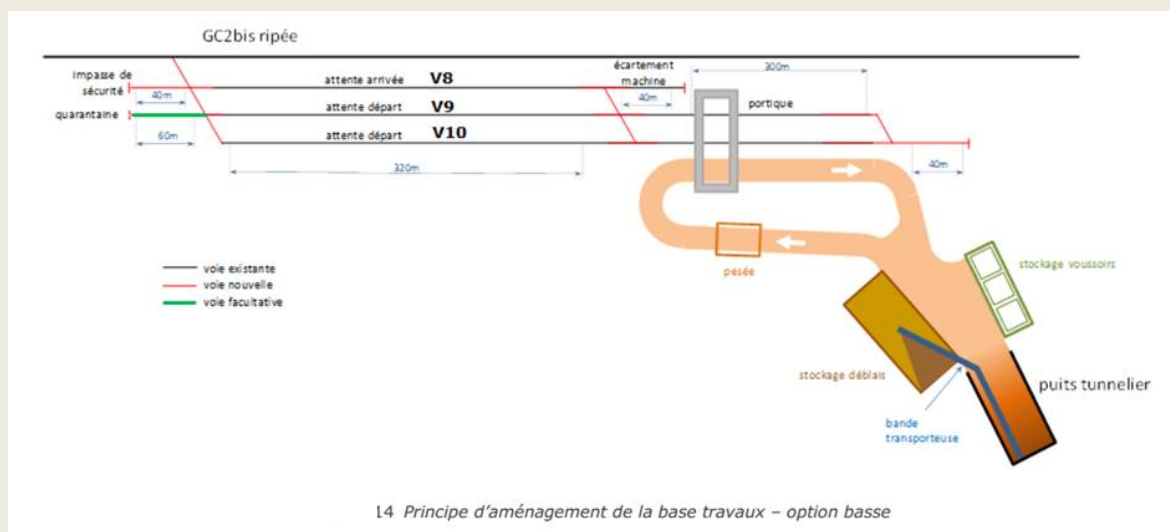 GC2bis ripée
impasse de
sécurité
40m
attente arrivée V8
écartement
machine
40m
300m
quarantaine
60m
attente départ V9
portique
attente départ V10
320m
40m
voie existante
voie nouvelle
voie facultative
pesée
stockage voussoirs
stockage déblais
puits tunnelier
bande
transporteuse
14 Principe d’aménagement de la base travaux – option basse